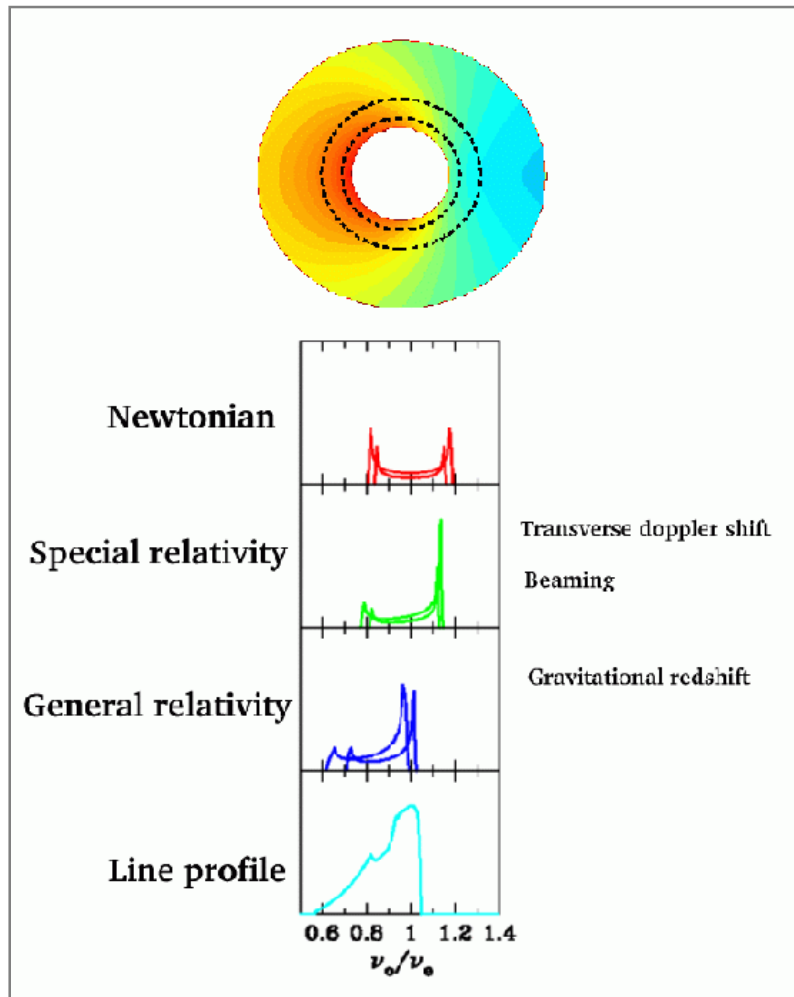 Newtonian
Special relativity
Transverse doppler shift
Beaming
General relativity
Gravitational redshift
Line profile
0.6 0.8 1 1.2 1.4
νo/νe